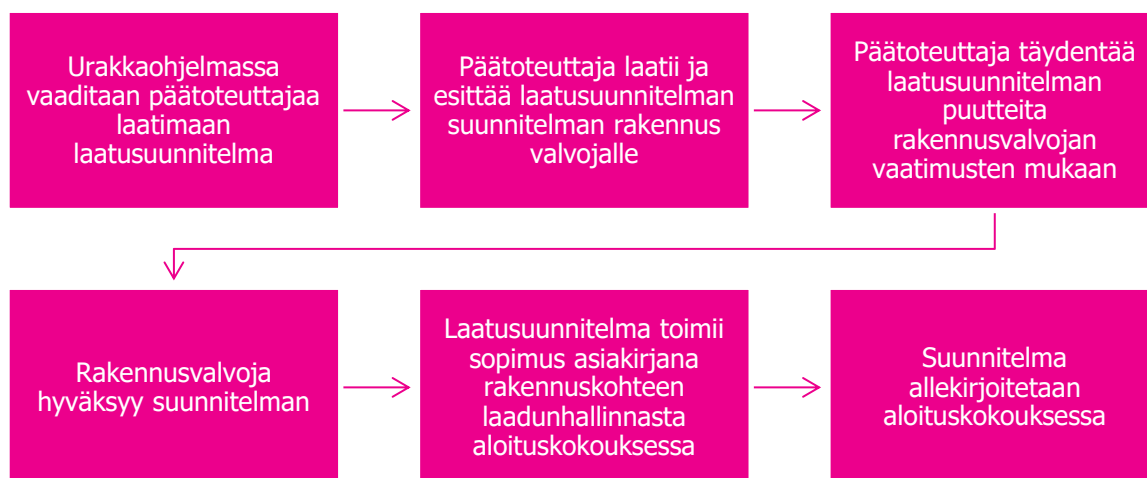 Urakkaohjelmassa
vaaditaan päätoteuttajaa
laatimaan
laatusuunnitelma
Päätoteuttaja laatii ja
esittää laatusuunnitelman
suunnitelman rakennus
valvojalle
Päätoteuttaja täydentää
laatusuunnitelman
puutteita
rakennusvalvojan
vaatimusten mukaan
Rakennusvalvoja
hyväksyy suunnitelman
Laatusuunnitelma toimii
sopimus asiakirjana
rakennuskohteen
laadunhallinnasta
aloituskokouksessa
Suunnitelma
allekirjoitetaan
aloituskokouksessa